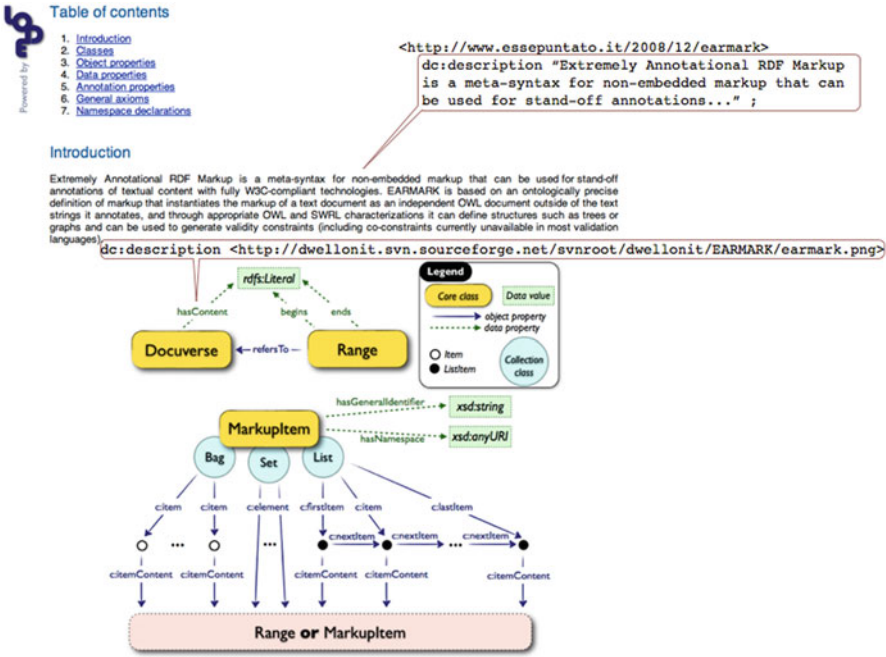 LODE
Powered by
Table of contents
1. Introduction
2. Classes
3. Object properties
4. Data properties
5. Annotation properties
6. General axioms
7. Namespace declarations
<http://www.essepuntato.it/2008/12/earmark>
dc:description “Extremely Annotational RDF Markup
is a meta-syntax for non-embedded markup that can
be used for stand-off annotations...” ;
Introduction
Extremely Annotational RDF Markup is a meta-syntax for non-embedded markup that can be used for stand-off
annotations of textual content with fully W3C-compliant technologies. EARMARK is based on an ontologically precise
definition of markup that instantiates the markup of a text document as an independent OWL document outside of the text
strings it annotates, and through appropriate OWL and SWRL characterizations it can define structures such as trees or
graphs and can be used to generate validity constraints (including co-constraints currently unavailable in most validation
languages).
dc:description <http://dwellonit.svn.sourceforge.net/svnroot/dwellonit/EARMARK/earmark.png>
rdfs:Literal
hasContent
begins
ends
Docuverse
refersTo
Range
Legend
Core class
Data value
object property
data property
Item
ListItem
Collection
class
hasGeneralIdentifier
xsd:string
MarkupItem
hasNamespace
xsd:anyURI
Bag
Set
List
c:item
c:item
c:element
c:firstItem
c:item
c:lastItem
...
...
c:nextItem
c:nextItem
...
c:nextItem
c:itemContent
c:itemContent
c:itemContent
c:itemContent
c:itemContent
Range or MarkupItem